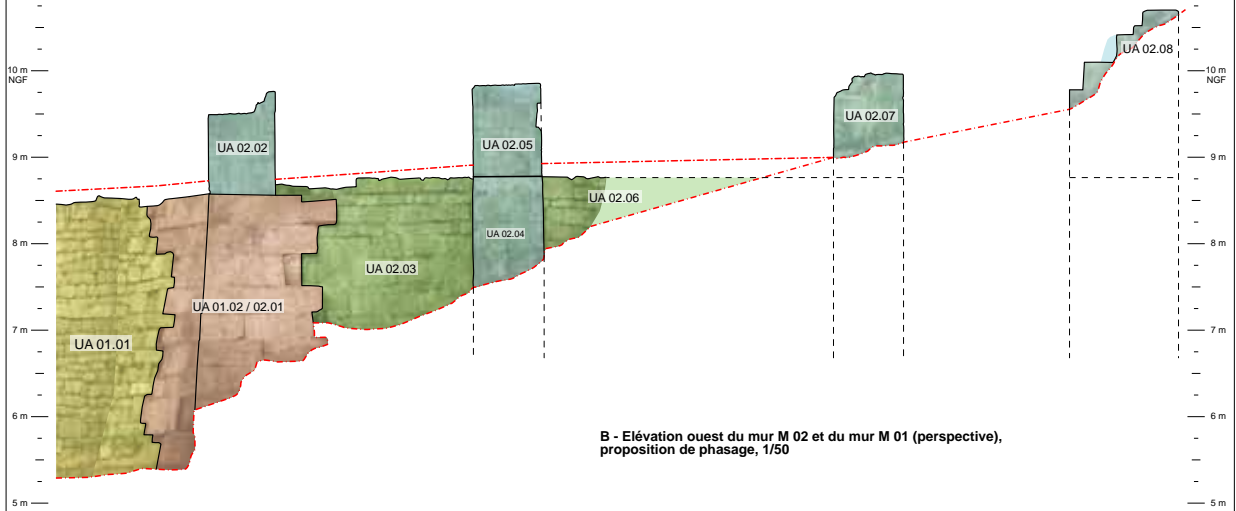 10 m
NGF
9 m
8 m
7 m
6 m
5 m
UA 02.02
UA 02.05
UA 02.07
UA 02.08
UA 02.06
UA 02.04
UA 02.03
UA 01.02 / 02.01
UA 01.01
B - Elévation ouest du mur M 02 et du mur M 01 (perspective),
proposition de phasage, 1/50
10 m
NGF
9 m
8 m
7 m
6 m
5 m